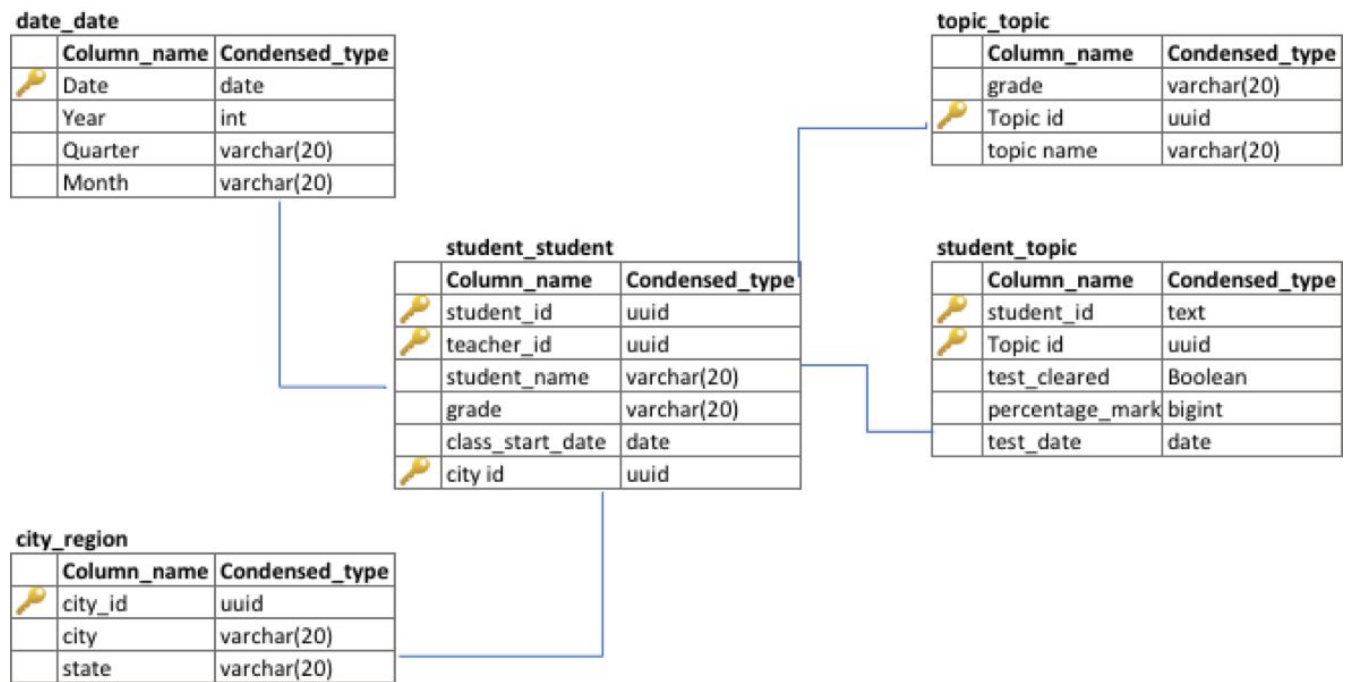 date_date
Column_name Condensed_type
Date date
Year int
Quarter varchar(20)
Month varchar(20)
topic_topic
Column_name Condensed_type
grade varchar(20)
Topic id uuid
topic name varchar(20)
student_student
Column_name Condensed_type
student_id uuid
teacher_id uuid
student_name varchar(20)
grade varchar(20)
class_start_date date
city id uuid
student_topic
Column_name Condensed_type
student_id text
Topic id uuid
test_cleared Boolean
percentage_mark bigint
test_date date
city_region
Column_name Condensed_type
city_id uuid
city varchar(20)
state varchar(20)